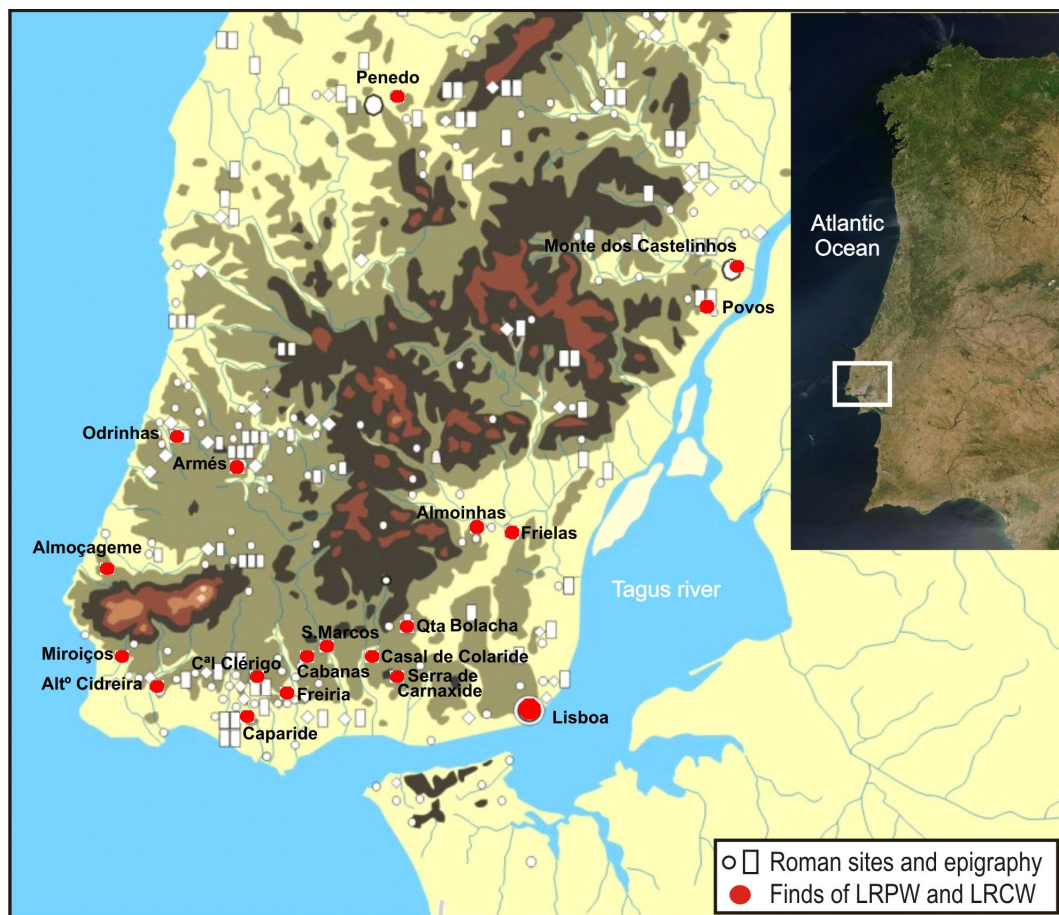 Penedo
Monte dos Castelinhos
Povos
Atlantic
Ocean
Odrinhas
Armés
Almoinhas
Frielas
Almoçageme
Tagus river
S.Marcos
Qta Bolacha
Miroiços
Cªl Clérigo
Cabanas
Casal de Colaride
Altº Cidreira
Freiria
Serra de
Carnaxide
Lisboa
Caparide
Roman sites and epigraphy
Finds of LRPW and LRCW